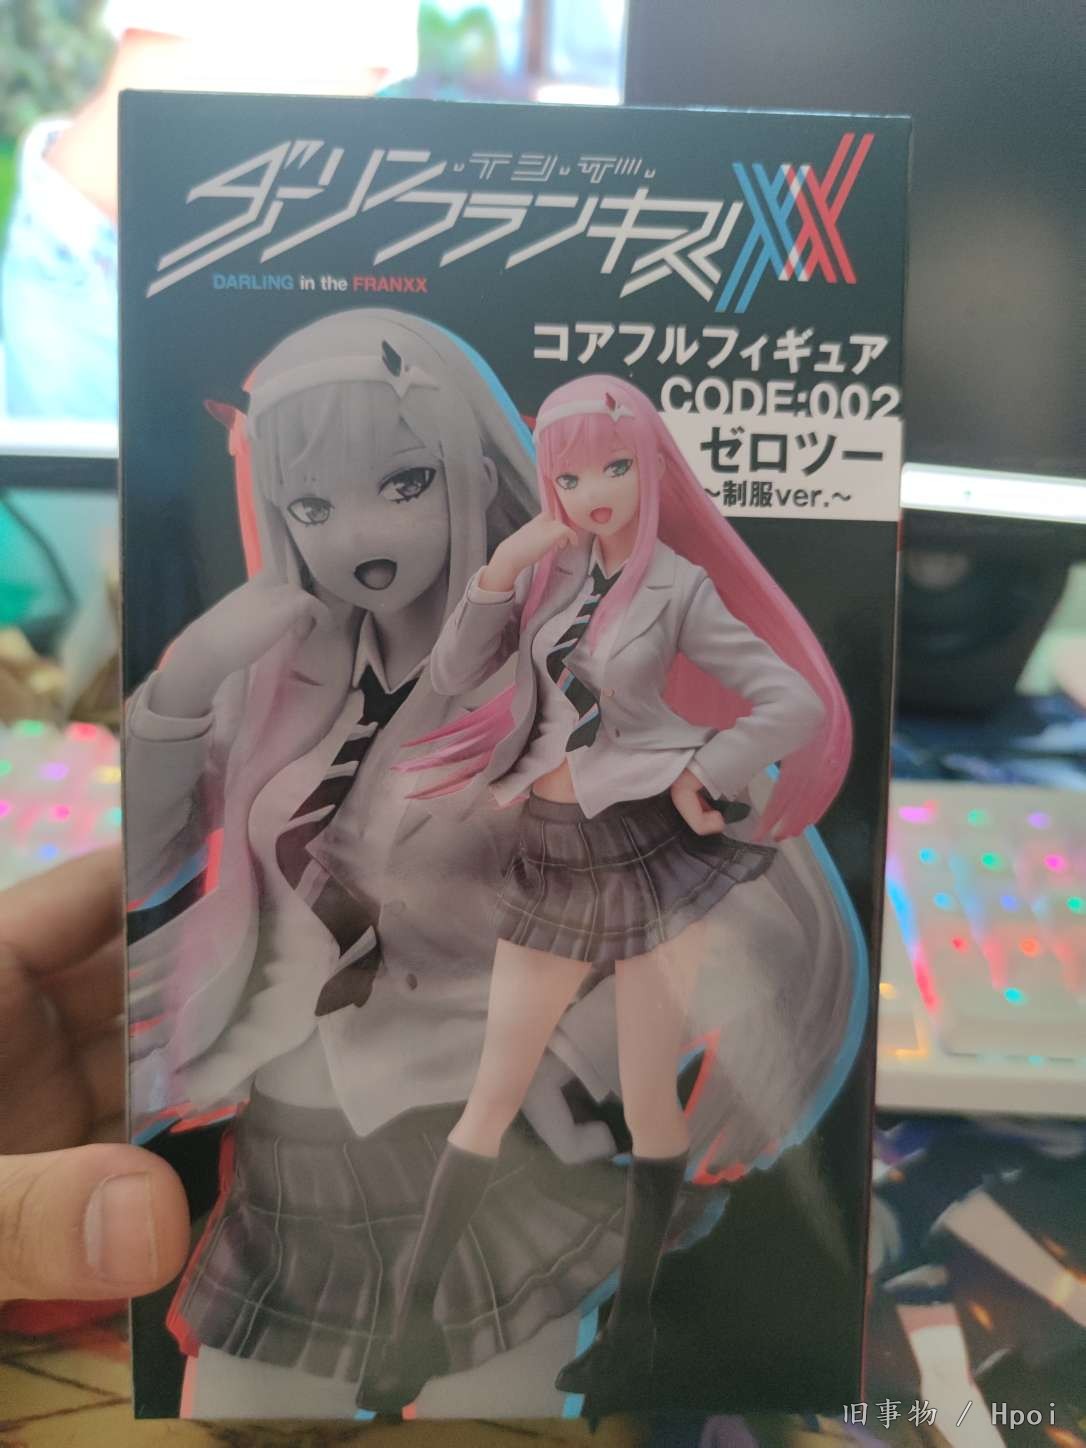 ダーリン・イン・ザ・
フランキス
DARLING in the FRANXX
コアフルフィギュア
CODE:002
ゼロツー
~制服ver.~
旧事物 / Hpoi